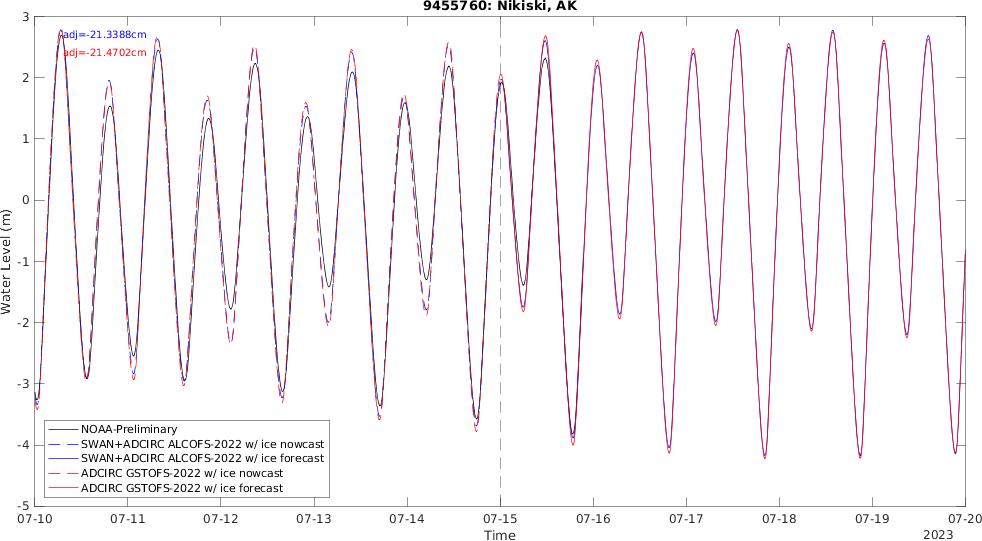 9455760: Nikiski, AK
adj=-21.3388cm
adj=-21.4702cm
3
2
1
0
-1
-2
-3
-4
-5
Water Level (m)
NOAA-Preliminary
SWAN+ADCIRC ALCOFS-2022 w/ ice nowcast
SWAN+ADCIRC ALCOFS-2022 w/ ice forecast
ADCIRC GSTOFS-2022 w/ ice nowcast
ADCIRC GSTOFS-2022 w/ ice forecast
07-10 07-11 07-12 07-13 07-14 07-15 07-16 07-17 07-18 07-19 07-20
Time
2023